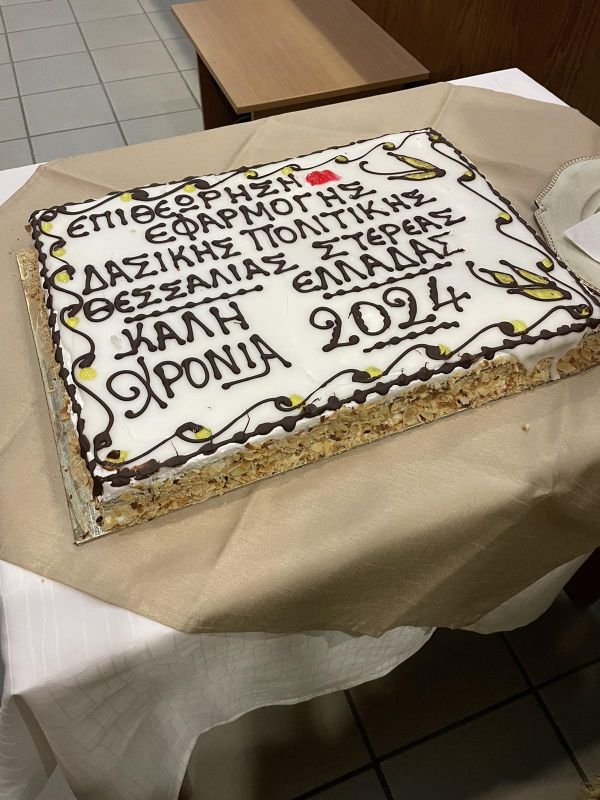 ΕΠΙΘΕΩΡΗΣΗ
ΕΦΑΡΜΟΓΗΣ
ΔΑΣΙΚΗΣ ΠΟΛΙΤΙΚΗΣ
ΘΕΣΣΑΛΙΑΣ ΣΤΕΡΕΑΣ
ΕΛΛΑΔΑΣ
ΚΑΛΗ
ΧΡΟΝΙΑ 2024